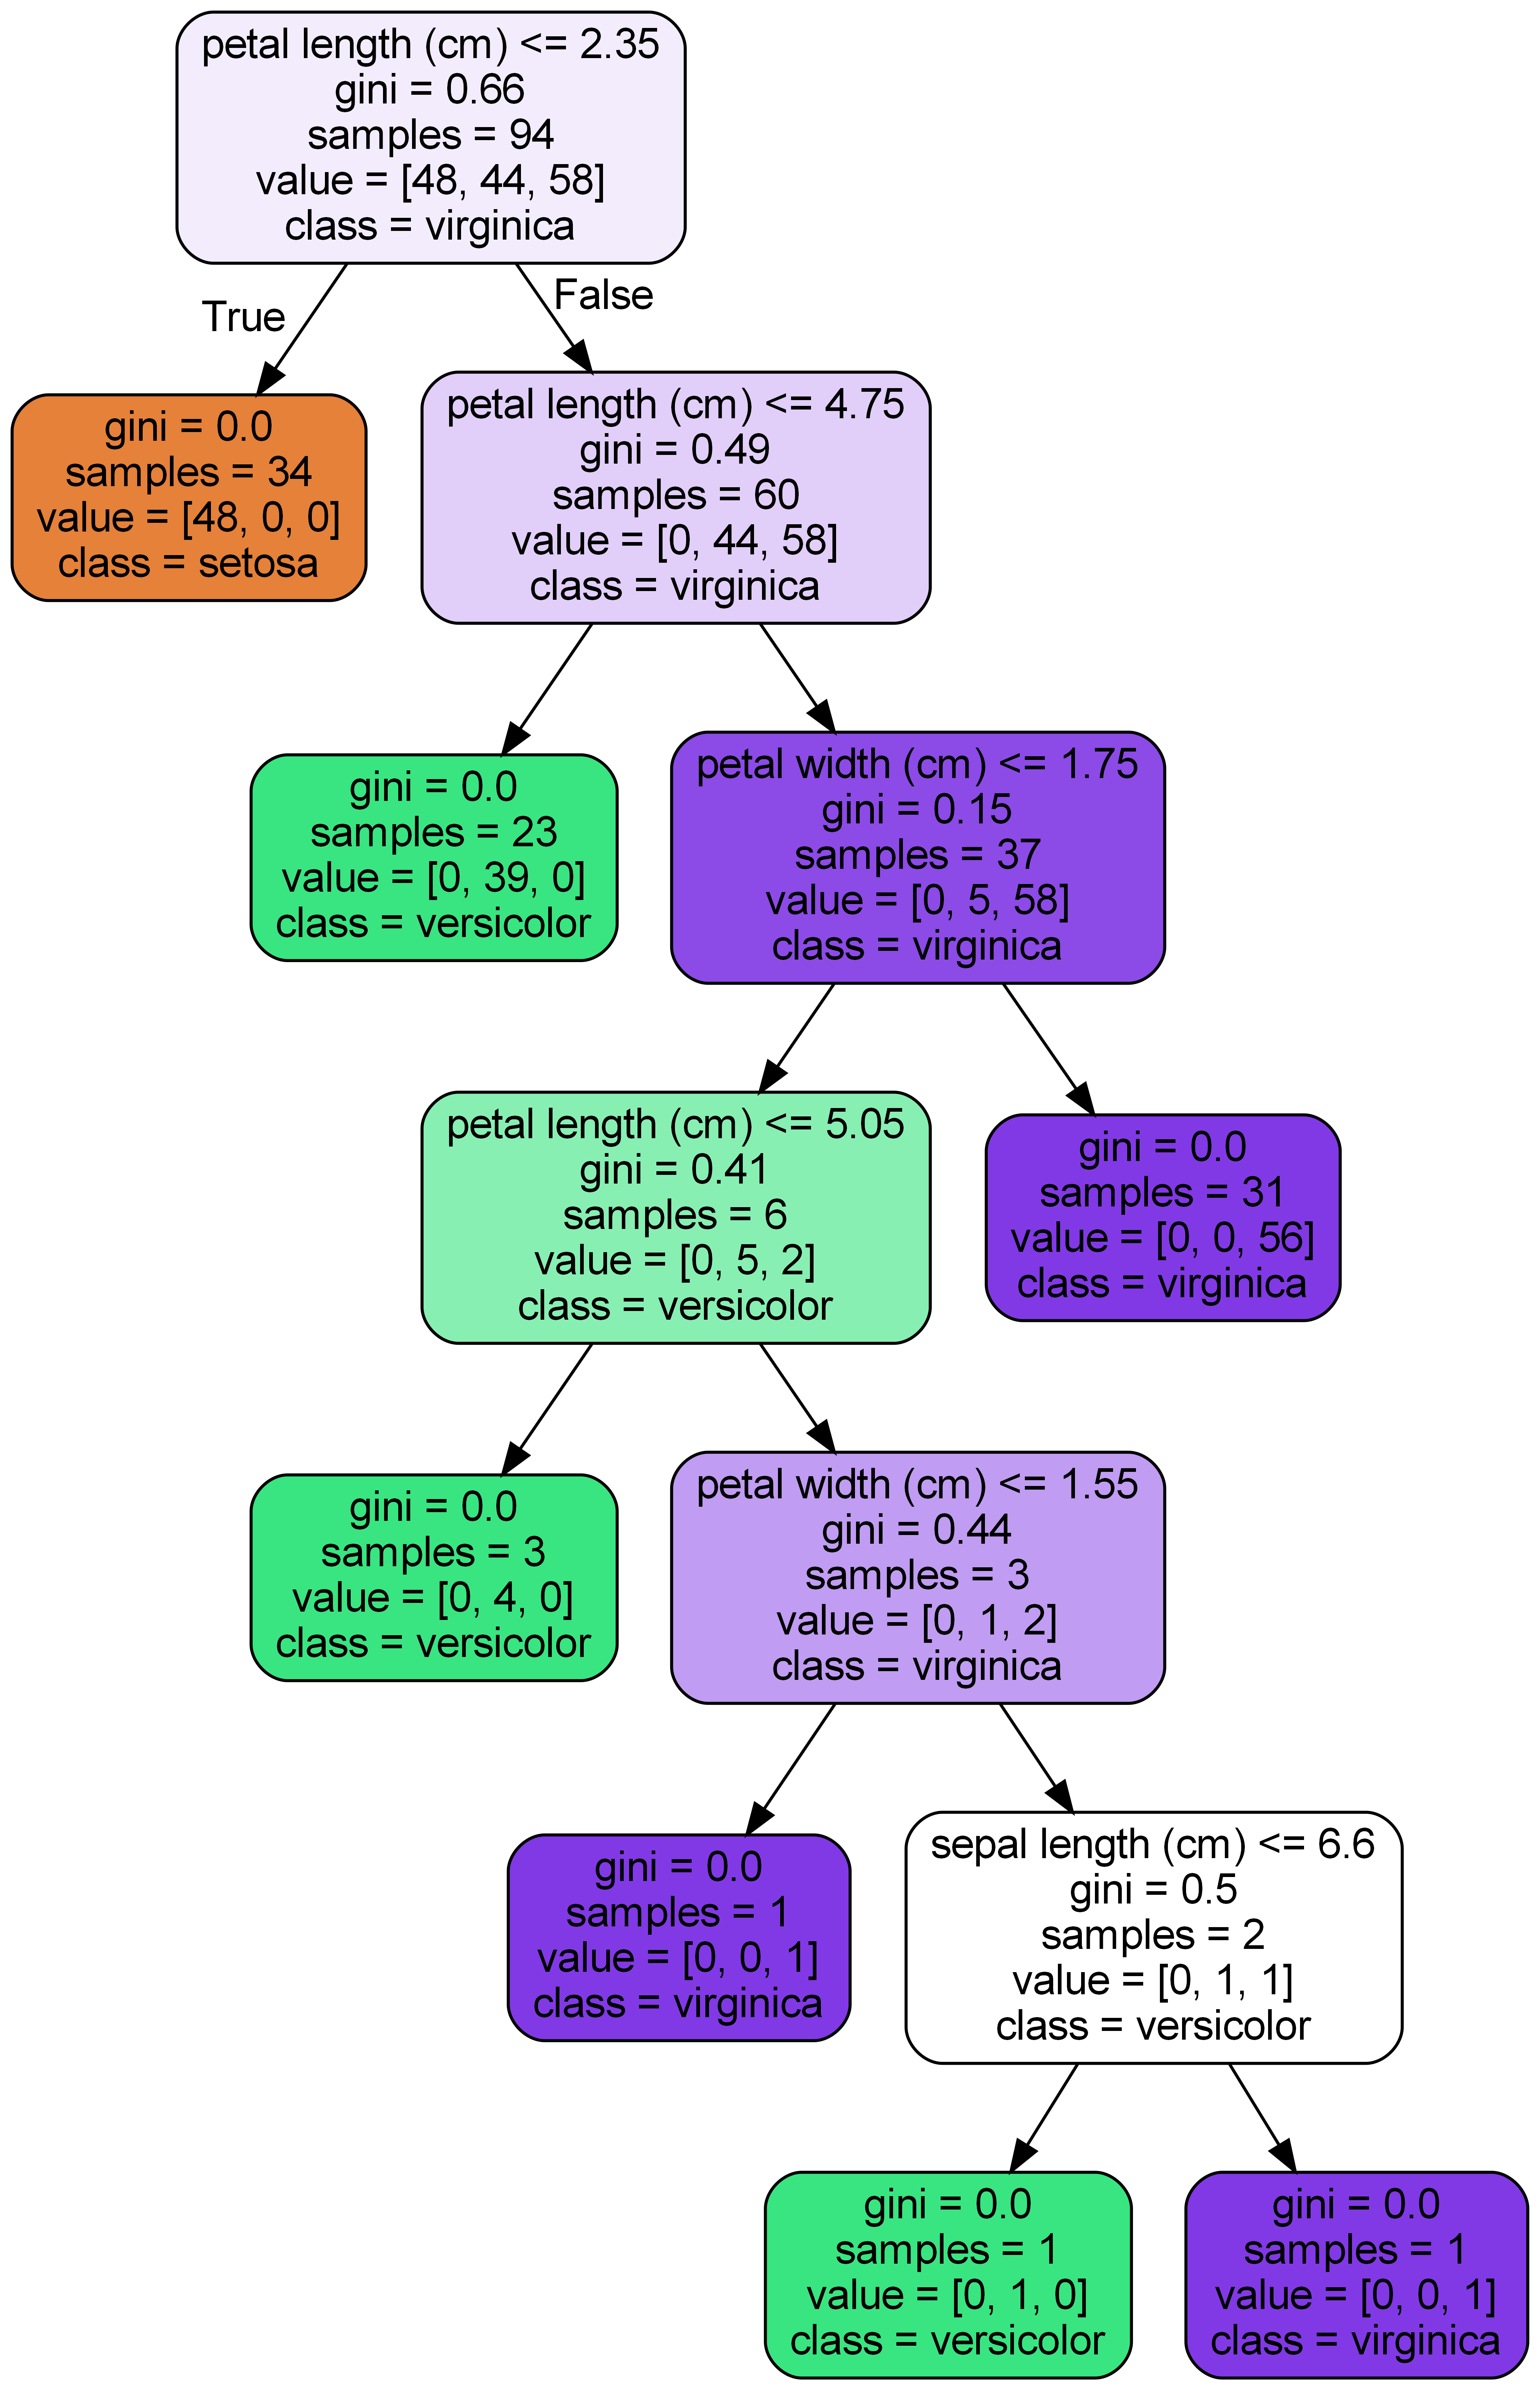 petal length (cm) <= 2.35
gini = 0.66
samples = 94
value = [48, 44, 58]
class = virginica
True
False
gini = 0.0
samples = 34
value = [48, 0, 0]
class = setosa
petal length (cm) <= 4.75
gini = 0.49
samples = 60
value = [0, 44, 58]
class = virginica
gini = 0.0
samples = 23
value = [0, 39, 0]
class = versicolor
petal width (cm) <= 1.75
gini = 0.15
samples = 37
value = [0, 5, 58]
class = virginica
petal length (cm) <= 5.05
gini = 0.41
samples = 6
value = [0, 5, 2]
class = versicolor
gini = 0.0
samples = 31
value = [0, 0, 56]
class = virginica
gini = 0.0
samples = 3
value = [0, 4, 0]
class = versicolor
petal width (cm) <= 1.55
gini = 0.44
samples = 3
value = [0, 1, 2]
class = virginica
gini = 0.0
samples = 1
value = [0, 0, 1]
class = virginica
sepal length (cm) <= 6.6
gini = 0.5
samples = 2
value = [0, 1, 1]
class = versicolor
gini = 0.0
samples = 1
value = [0, 1, 0]
class = versicolor
gini = 0.0
samples = 1
value = [0, 0, 1]
class = virginica